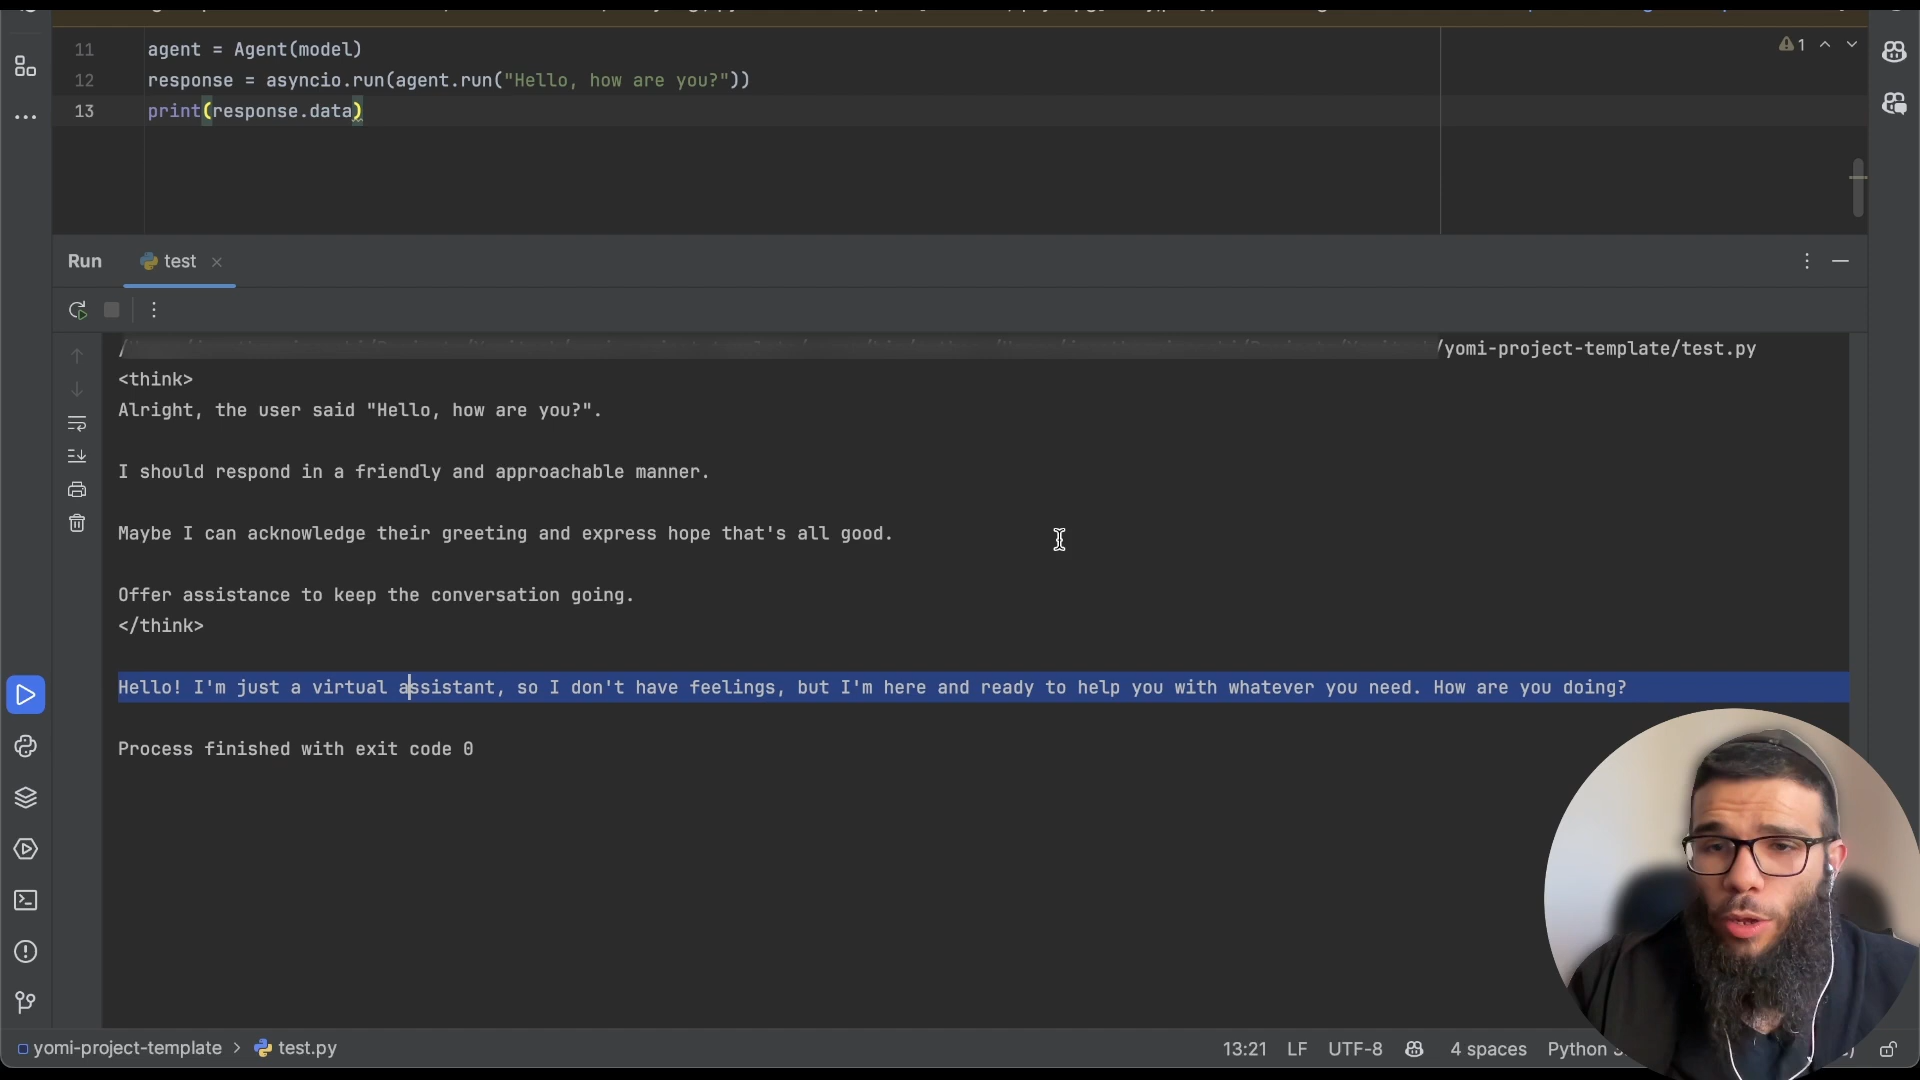 11 agent = Agent(model)
12 response = asyncio.run(agent.run("Hello, how are you?"))
13 print(response.data)
1
Run test
/yomi-project-template/test.py
<think>
Alright, the user said "Hello, how are you?".
I should respond in a friendly and approachable manner.
Maybe I can acknowledge their greeting and express hope that's all good.
Offer assistance to keep the conversation going.
</think>
Hello! I'm just a virtual assistant, so I don't have feelings, but I'm here and ready to help you with whatever you need. How are you doing?
Process finished with exit code 0
yomi-project-template > test.py 13:21 LF UTF-8 4 spaces Python